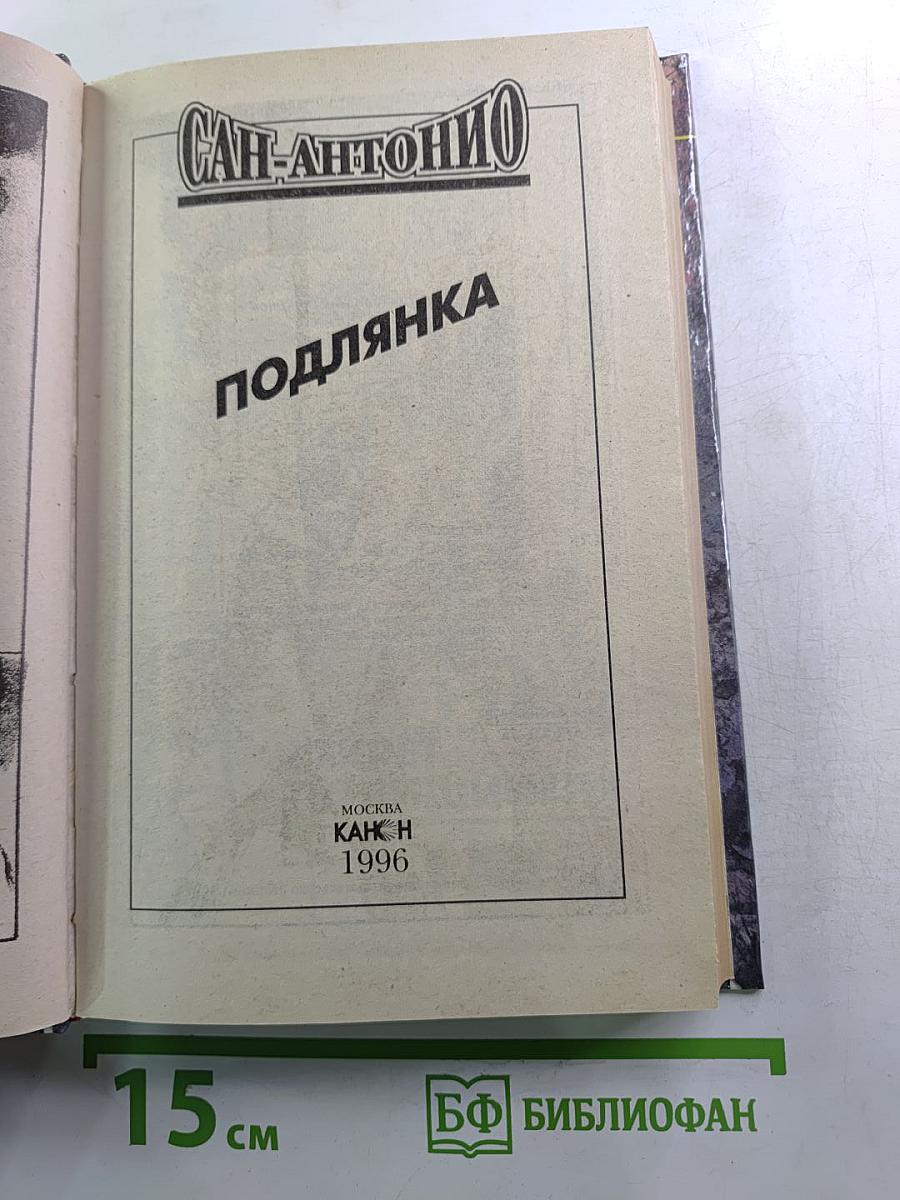 САН-АНТОНИО
ПОДЛЯНКА
МОСКВА
КАНОН
1996
15 см
БФ БИБЛИОФАН